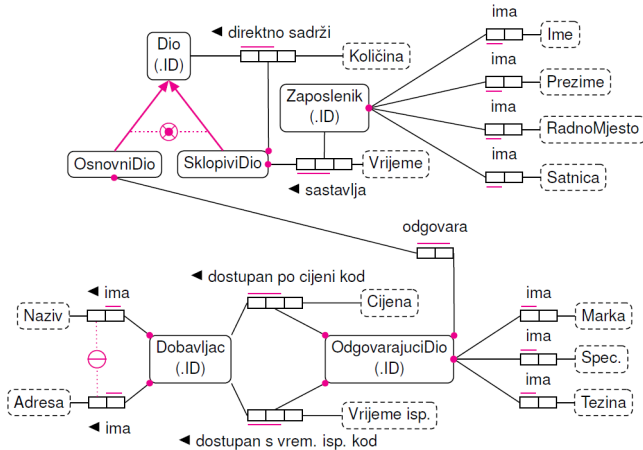 ◄ direktno sadrži
Dio
(.ID)
Količina
Zaposlenik
(.ID)
ima
Ime
ima
Prezime
ima
RadnoMjesto
ima
Satnica
OsnovniDio
SklopiviDio
Vrijeme
◄ sastavlja
odgovara
◄ ima
◄ dostupan po cijeni kod
Naziv
Cijena
Dobavljac
(.ID)
OdgovarajuciDio
(.ID)
ima
Marka
ima
Spec.
ima
Tezina
Adresa
◄ ima
Vrijeme isp.
◄ dostupan s vrem. isp. kod